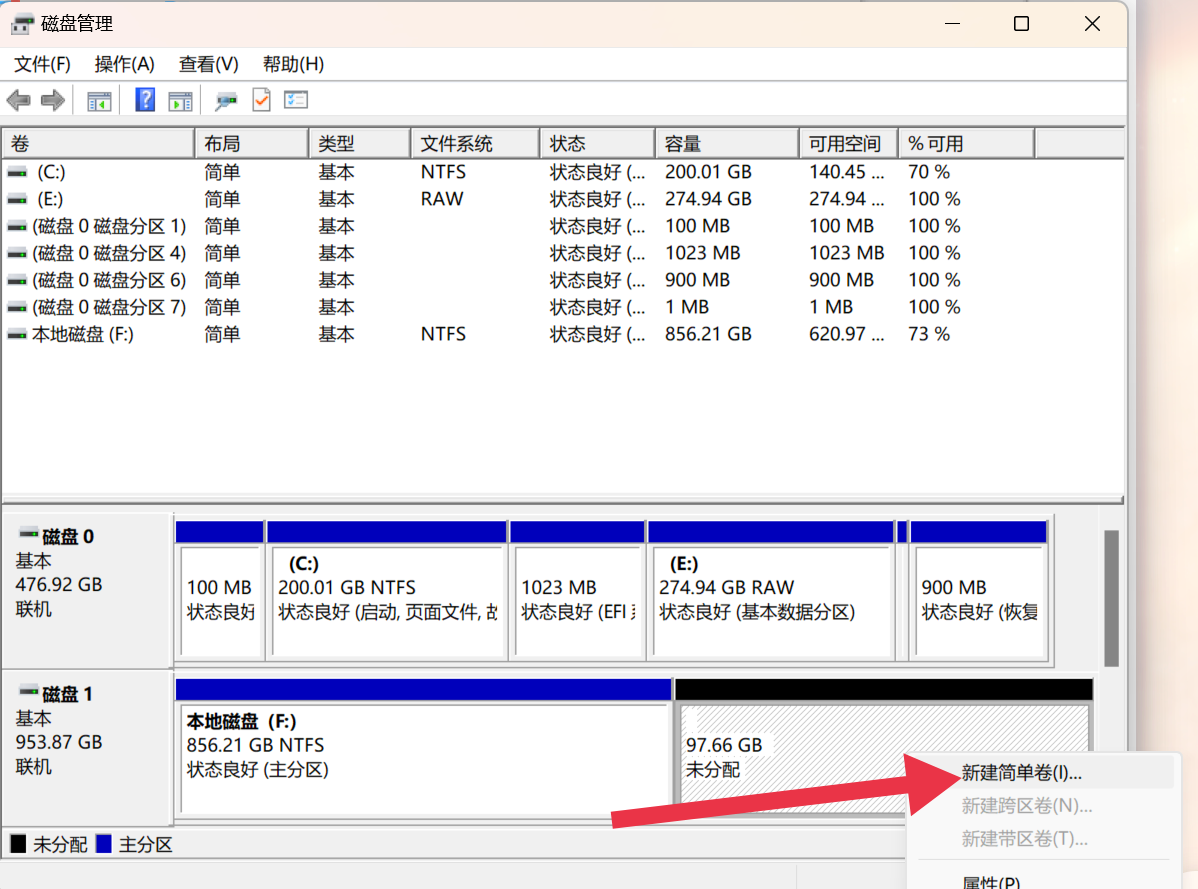 磁盘管理
文件(F) 操作(A) 查看(V) 帮助(H)
卷 布局 类型 文件系统 状态 容量 可用空间 % 可用
(C:) 简单 基本 NTFS 状态良好 (... 200.01 GB 140.45 ... 70 %
(E:) 简单 基本 RAW 状态良好 (... 274.94 GB 274.94 ... 100 %
(磁盘 0 磁盘分区 1) 简单 基本 状态良好 (... 100 MB 100 MB 100 %
(磁盘 0 磁盘分区 4) 简单 基本 状态良好 (... 1023 MB 1023 MB 100 %
(磁盘 0 磁盘分区 6) 简单 基本 状态良好 (... 900 MB 900 MB 100 %
(磁盘 0 磁盘分区 7) 简单 基本 状态良好 (... 1 MB 1 MB 100 %
本地磁盘 (F:) 简单 基本 NTFS 状态良好 (... 856.21 GB 620.97 ... 73 %
磁盘 0
基本
476.92 GB
联机
100 MB
状态良好
(C:)
200.01 GB NTFS
状态良好 (启动, 页面文件, 故
1023 MB
状态良好 (EFI
(E:)
274.94 GB RAW
状态良好 (基本数据分区)
900 MB
状态良好 (恢复
磁盘 1
基本
953.87 GB
联机
本地磁盘 (F:)
856.21 GB NTFS
状态良好 (主分区)
97.66 GB
未分配
新建简单卷(I)...
新建跨区卷(N)...
新建带区卷(T)...
属性(P)
未分配 主分区